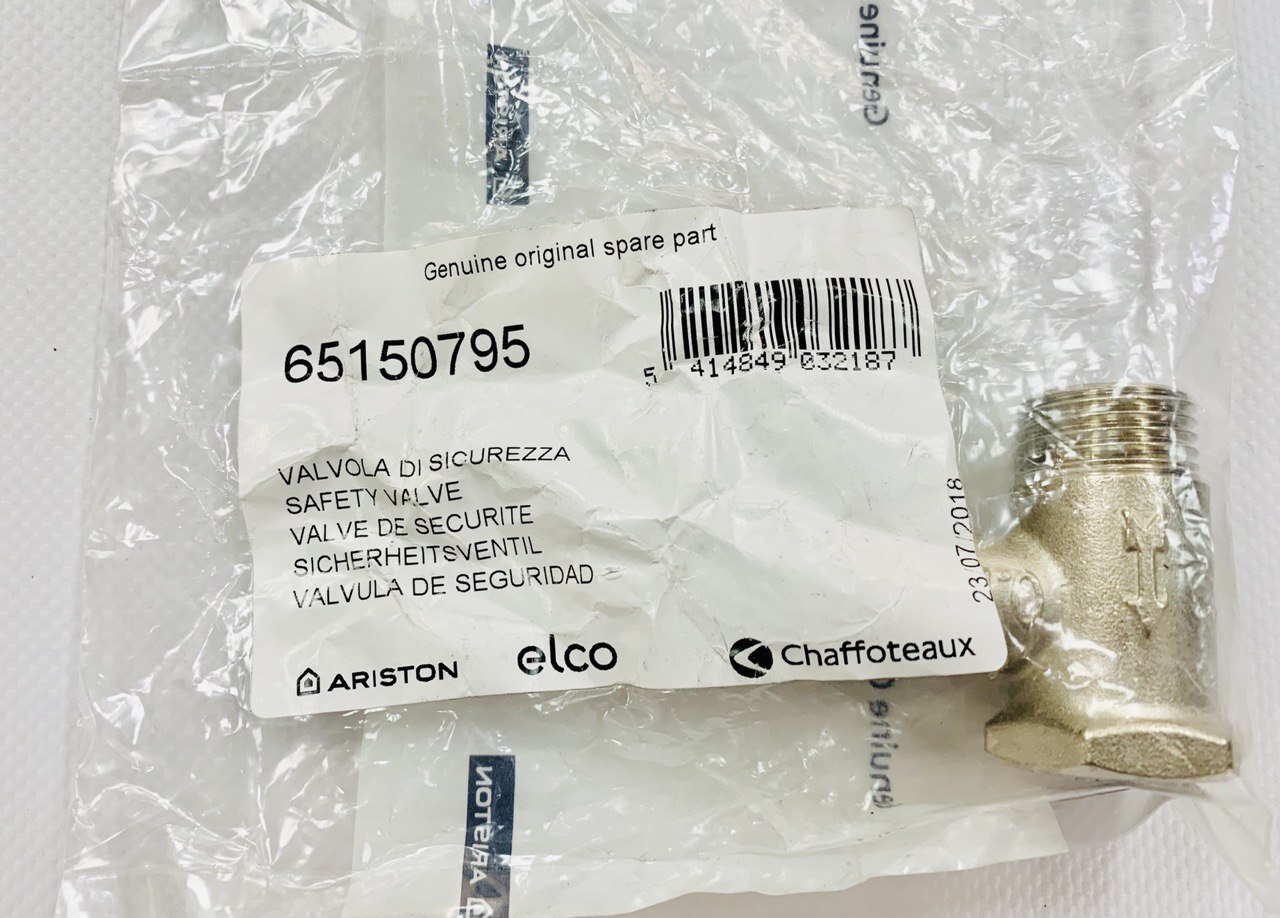 Genuine
Genuine original spare part
65150795
5 414849 032187
VALVOLA DI SICUREZZA
SAFETY VALVE
VALVE DE SECURITE
SICHERHEITSVENTIL
VALVULA DE SEGURIDAD
23/07/2018
ARISTON
elco
Chaffoteaux
ARISTON